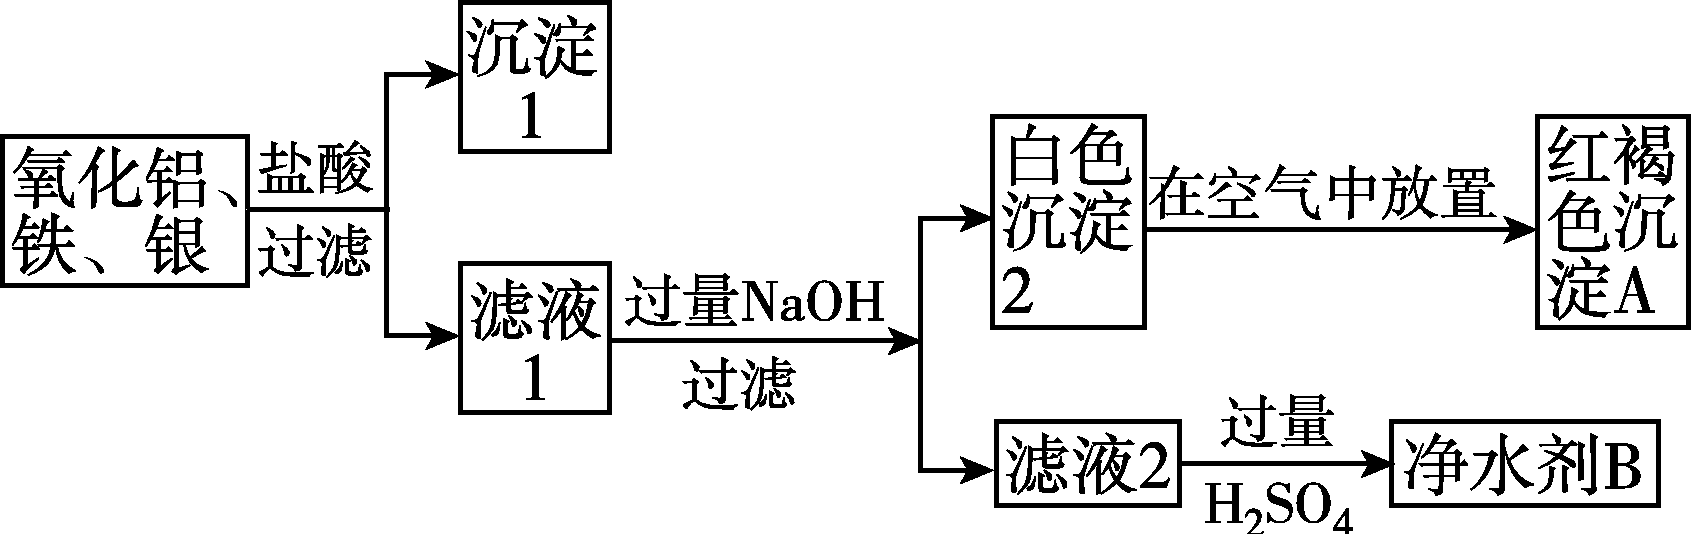 氧化铝、
铁、银
盐酸
过滤
沉淀
1
滤液
1
过量NaOH
过滤
白色
沉淀
2
在空气中放置
红褐
色沉
淀A
滤液2
过量
H₂SO₄
净水剂B